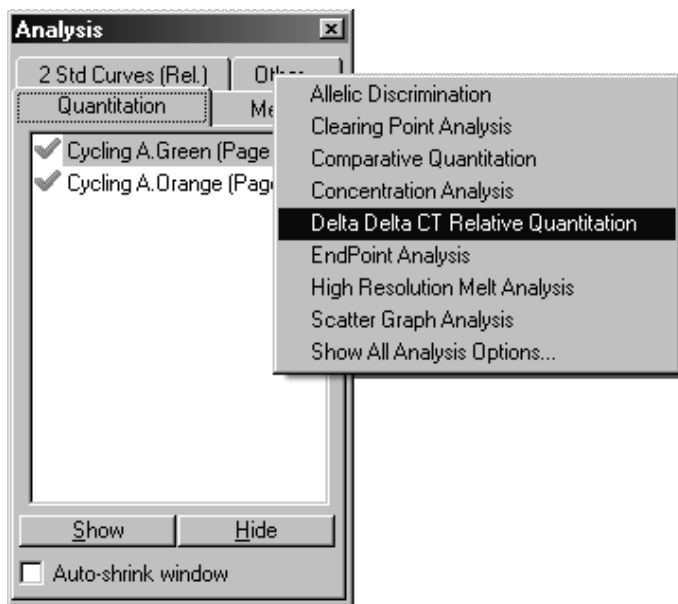 Analysis
2 Std Curves (Rel.)
Quantitation
Cycling A.Green (Page
Cycling A.Orange
Allelic Discrimination
Clearing Point Analysis
Comparative Quantitation
Concentration Analysis
Delta Delta CT Relative Quantitation
EndPoint Analysis
High Resolution Melt Analysis
Scatter Graph Analysis
Show All Analysis Options...
Show Hide
Auto-shrink window